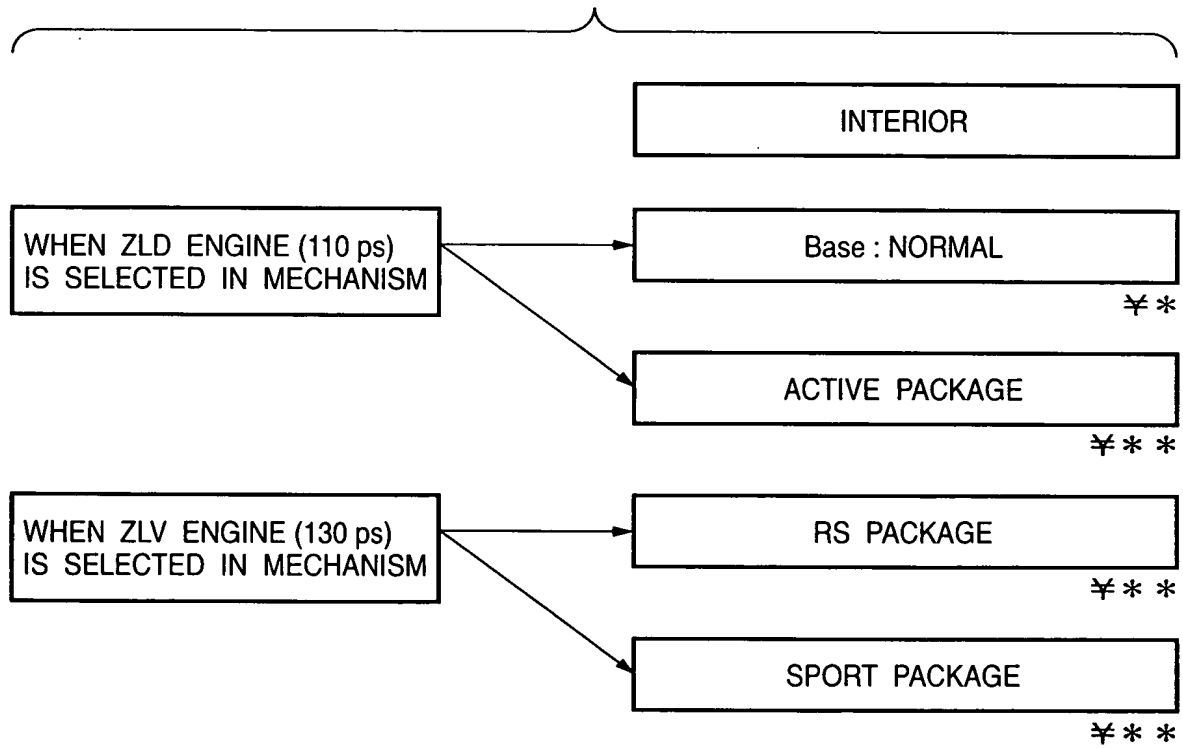 INTERIOR
WHEN ZLD ENGINE (110 ps)
IS SELECTED IN MECHANISM
Base : NORMAL
¥*
ACTIVE PACKAGE
¥**
WHEN ZLV ENGINE (130 ps)
IS SELECTED IN MECHANISM
RS PACKAGE
¥**
SPORT PACKAGE
¥**